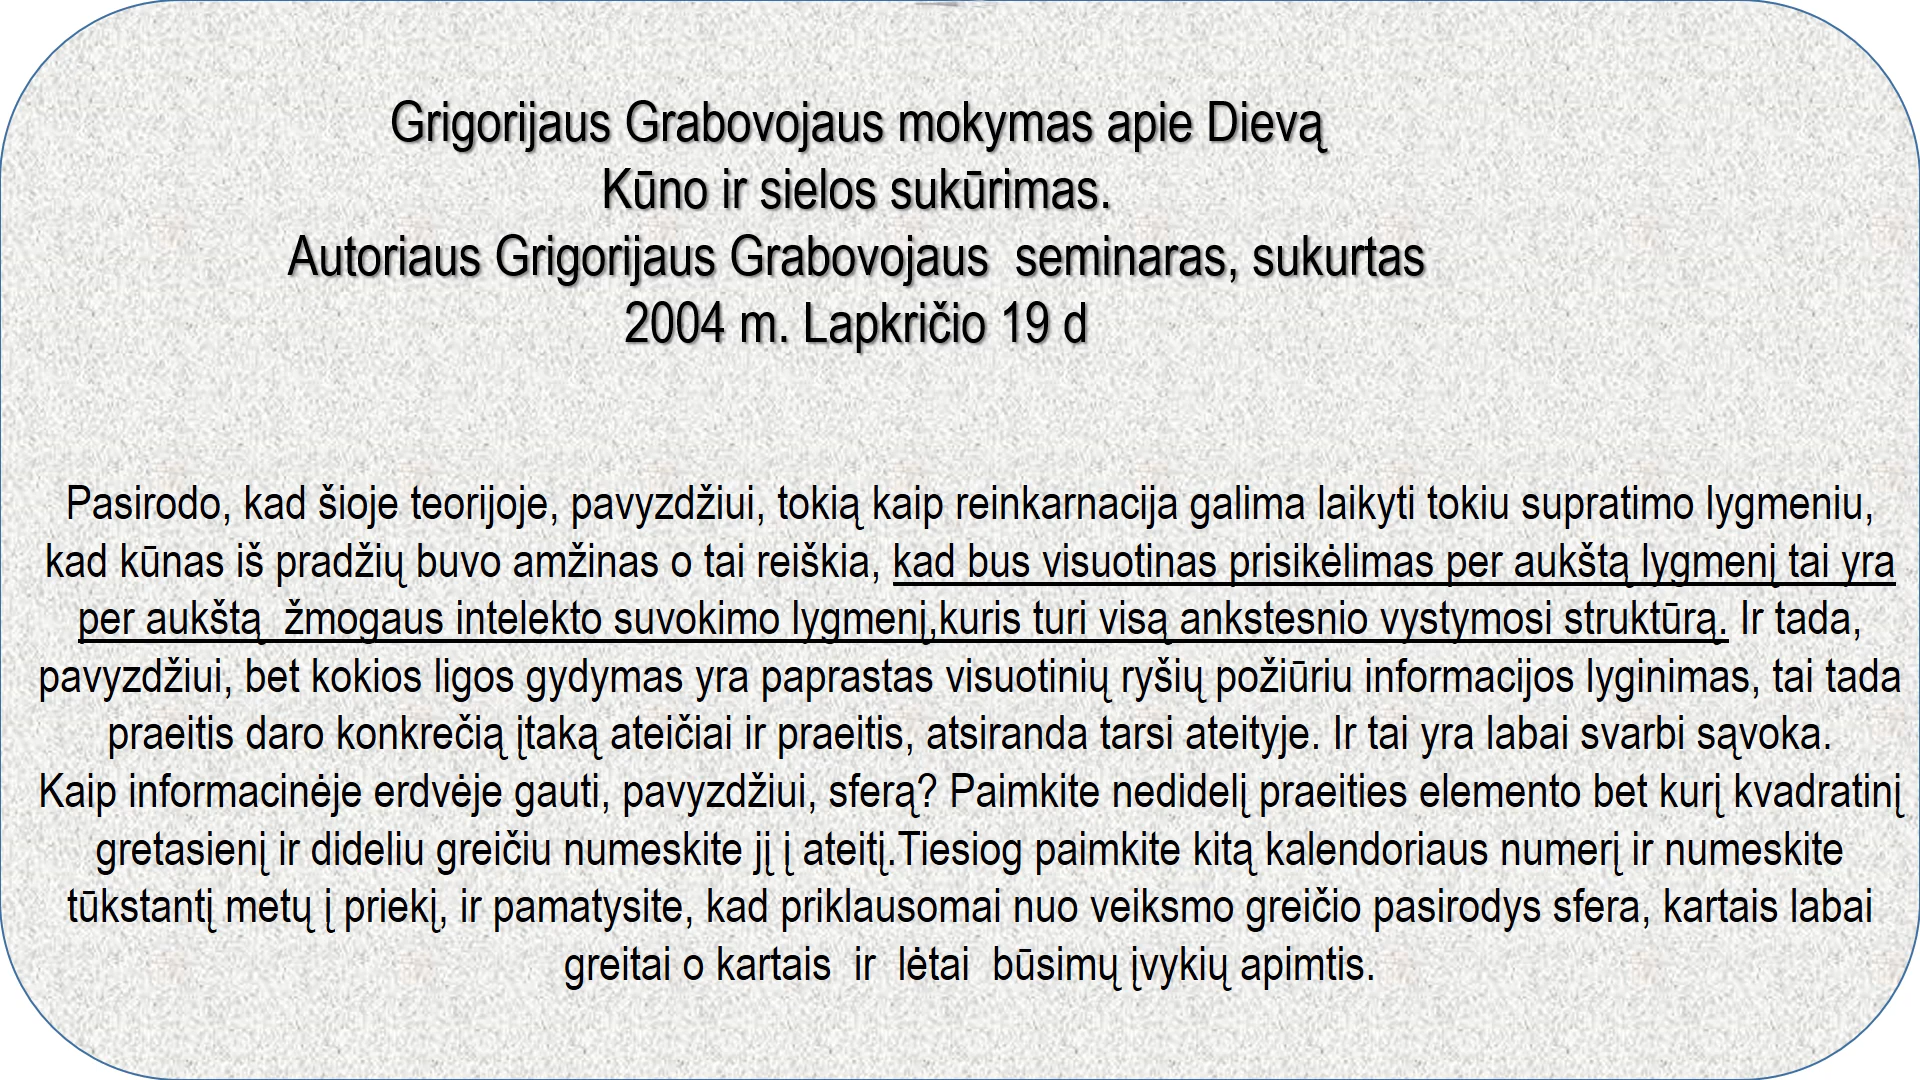 Grigorijaus Grabovojaus mokymas apie Dievą
Kūno ir sielos sukūrimas.
Autoriaus Grigorijaus Grabovojaus  seminaras, sukurtas
2004 m. Lapkričio 19 d
Pasirodo, kad šioje teorijoje, pavyzdžiui, tokią kaip reinkarnacija galima laikyti tokiu supratimo lygmeniu,
kad kūnas iš pradžių buvo amžinas o tai reiškia, kad bus visuotinas prisikėlimas per aukštą lygmenį tai yra
per aukštą  žmogaus intelekto suvokimo lygmenį,kuris turi visą ankstesnio vystymosi struktūrą. Ir tada,
pavyzdžiui, bet kokios ligos gydymas yra paprastas visuotinių ryšių požiūriu informacijos lyginimas, tai tada
praeitis daro konkrečią įtaką ateičiai ir praeitis, atsiranda tarsi ateityje. Ir tai yra labai svarbi sąvoka.
Kaip informacinėje erdvėje gauti, pavyzdžiui, sferą? Paimkite nedidelį praeities elemento bet kurį kvadratinį
gretasienį ir dideliu greičiu numeskite jį į ateitį.Tiesiog paimkite kitą kalendoriaus numerį ir numeskite
tūkstantį metų į priekį, ir pamatysite, kad priklausomai nuo veiksmo greičio pasirodys sfera, kartais labai
greitai o kartais  ir  lėtai  būsimų įvykių apimtis.